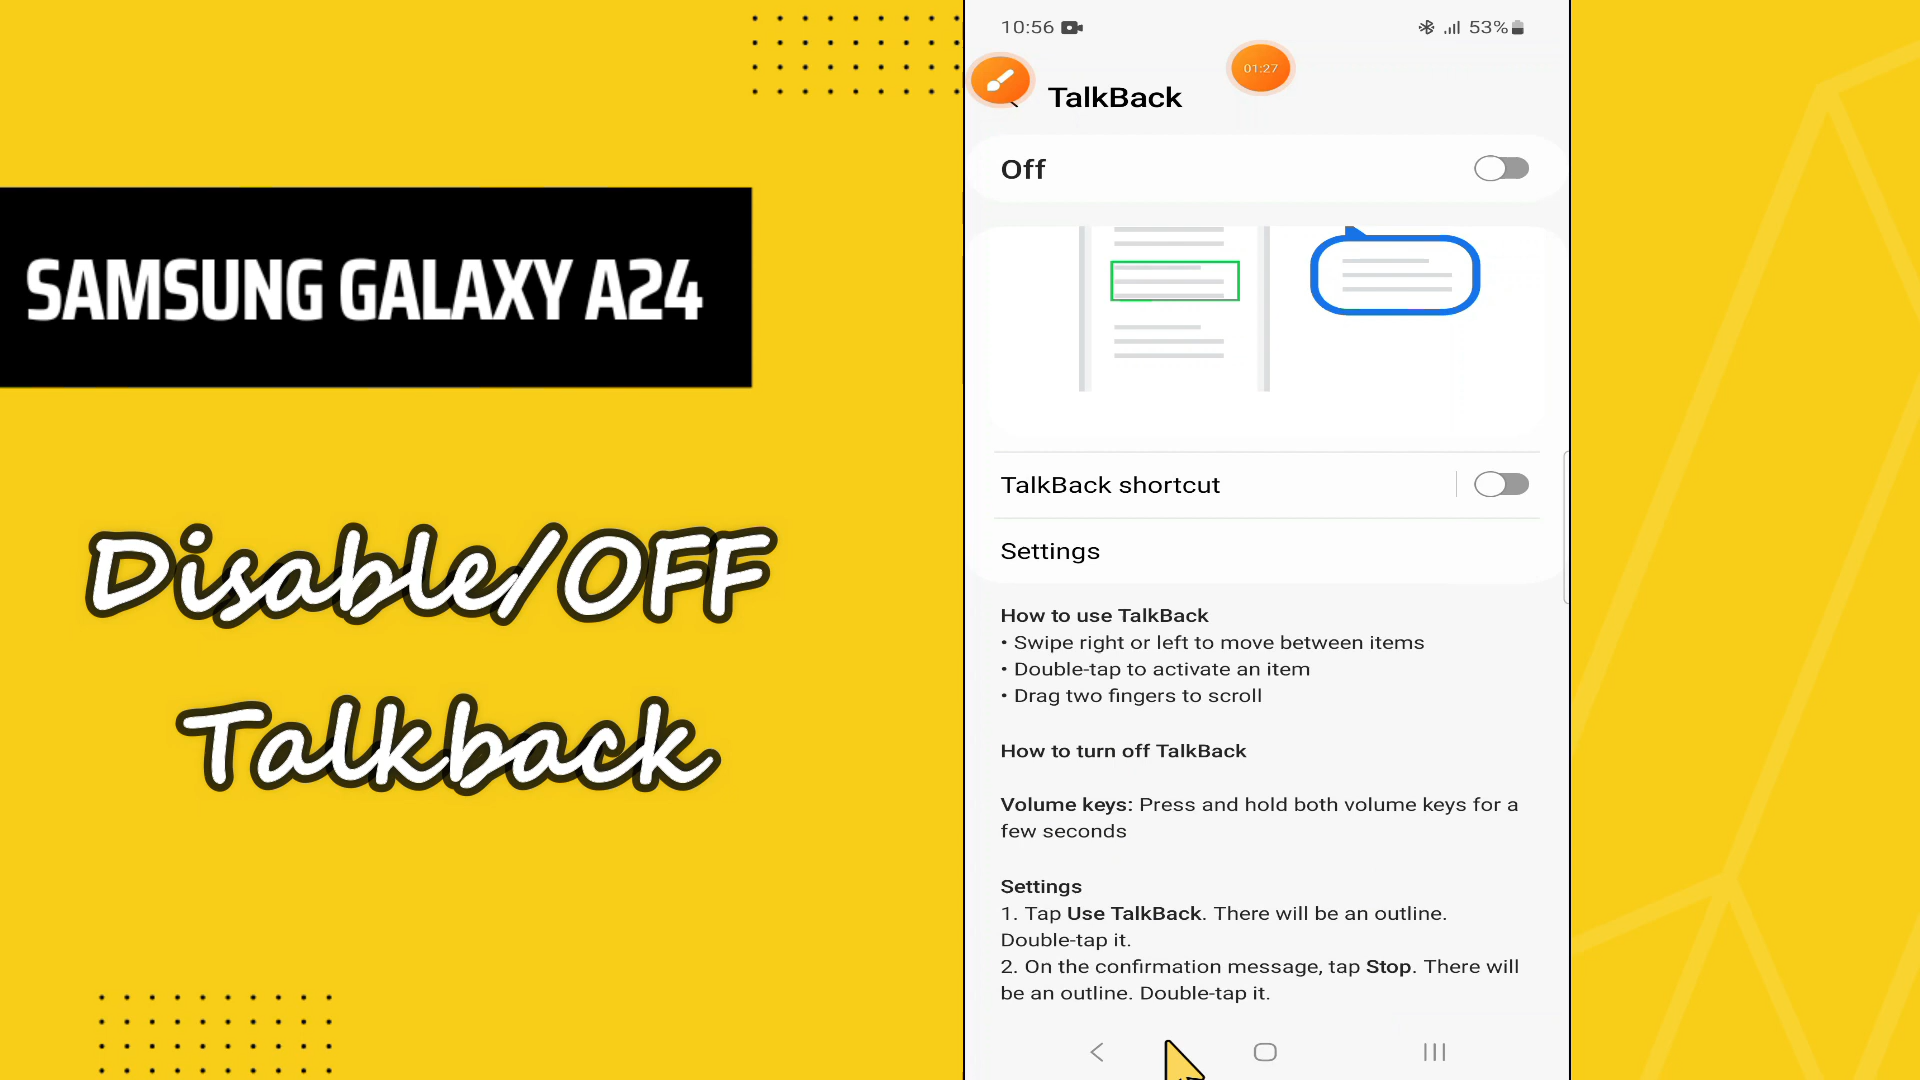 SAMSUNG GALAXY A24
Disable/OFF
Talkback
10:56
53%
01:27
TalkBack
Off
TalkBack shortcut
Settings
How to use TalkBack
• Swipe right or left to move between items
• Double-tap to activate an item
• Drag two fingers to scroll
How to turn off TalkBack
Volume keys: Press and hold both volume keys for a
few seconds
Settings
1. Tap Use TalkBack. There will be an outline.
Double-tap it.
2. On the confirmation message, tap Stop. There will
be an outline. Double-tap it.